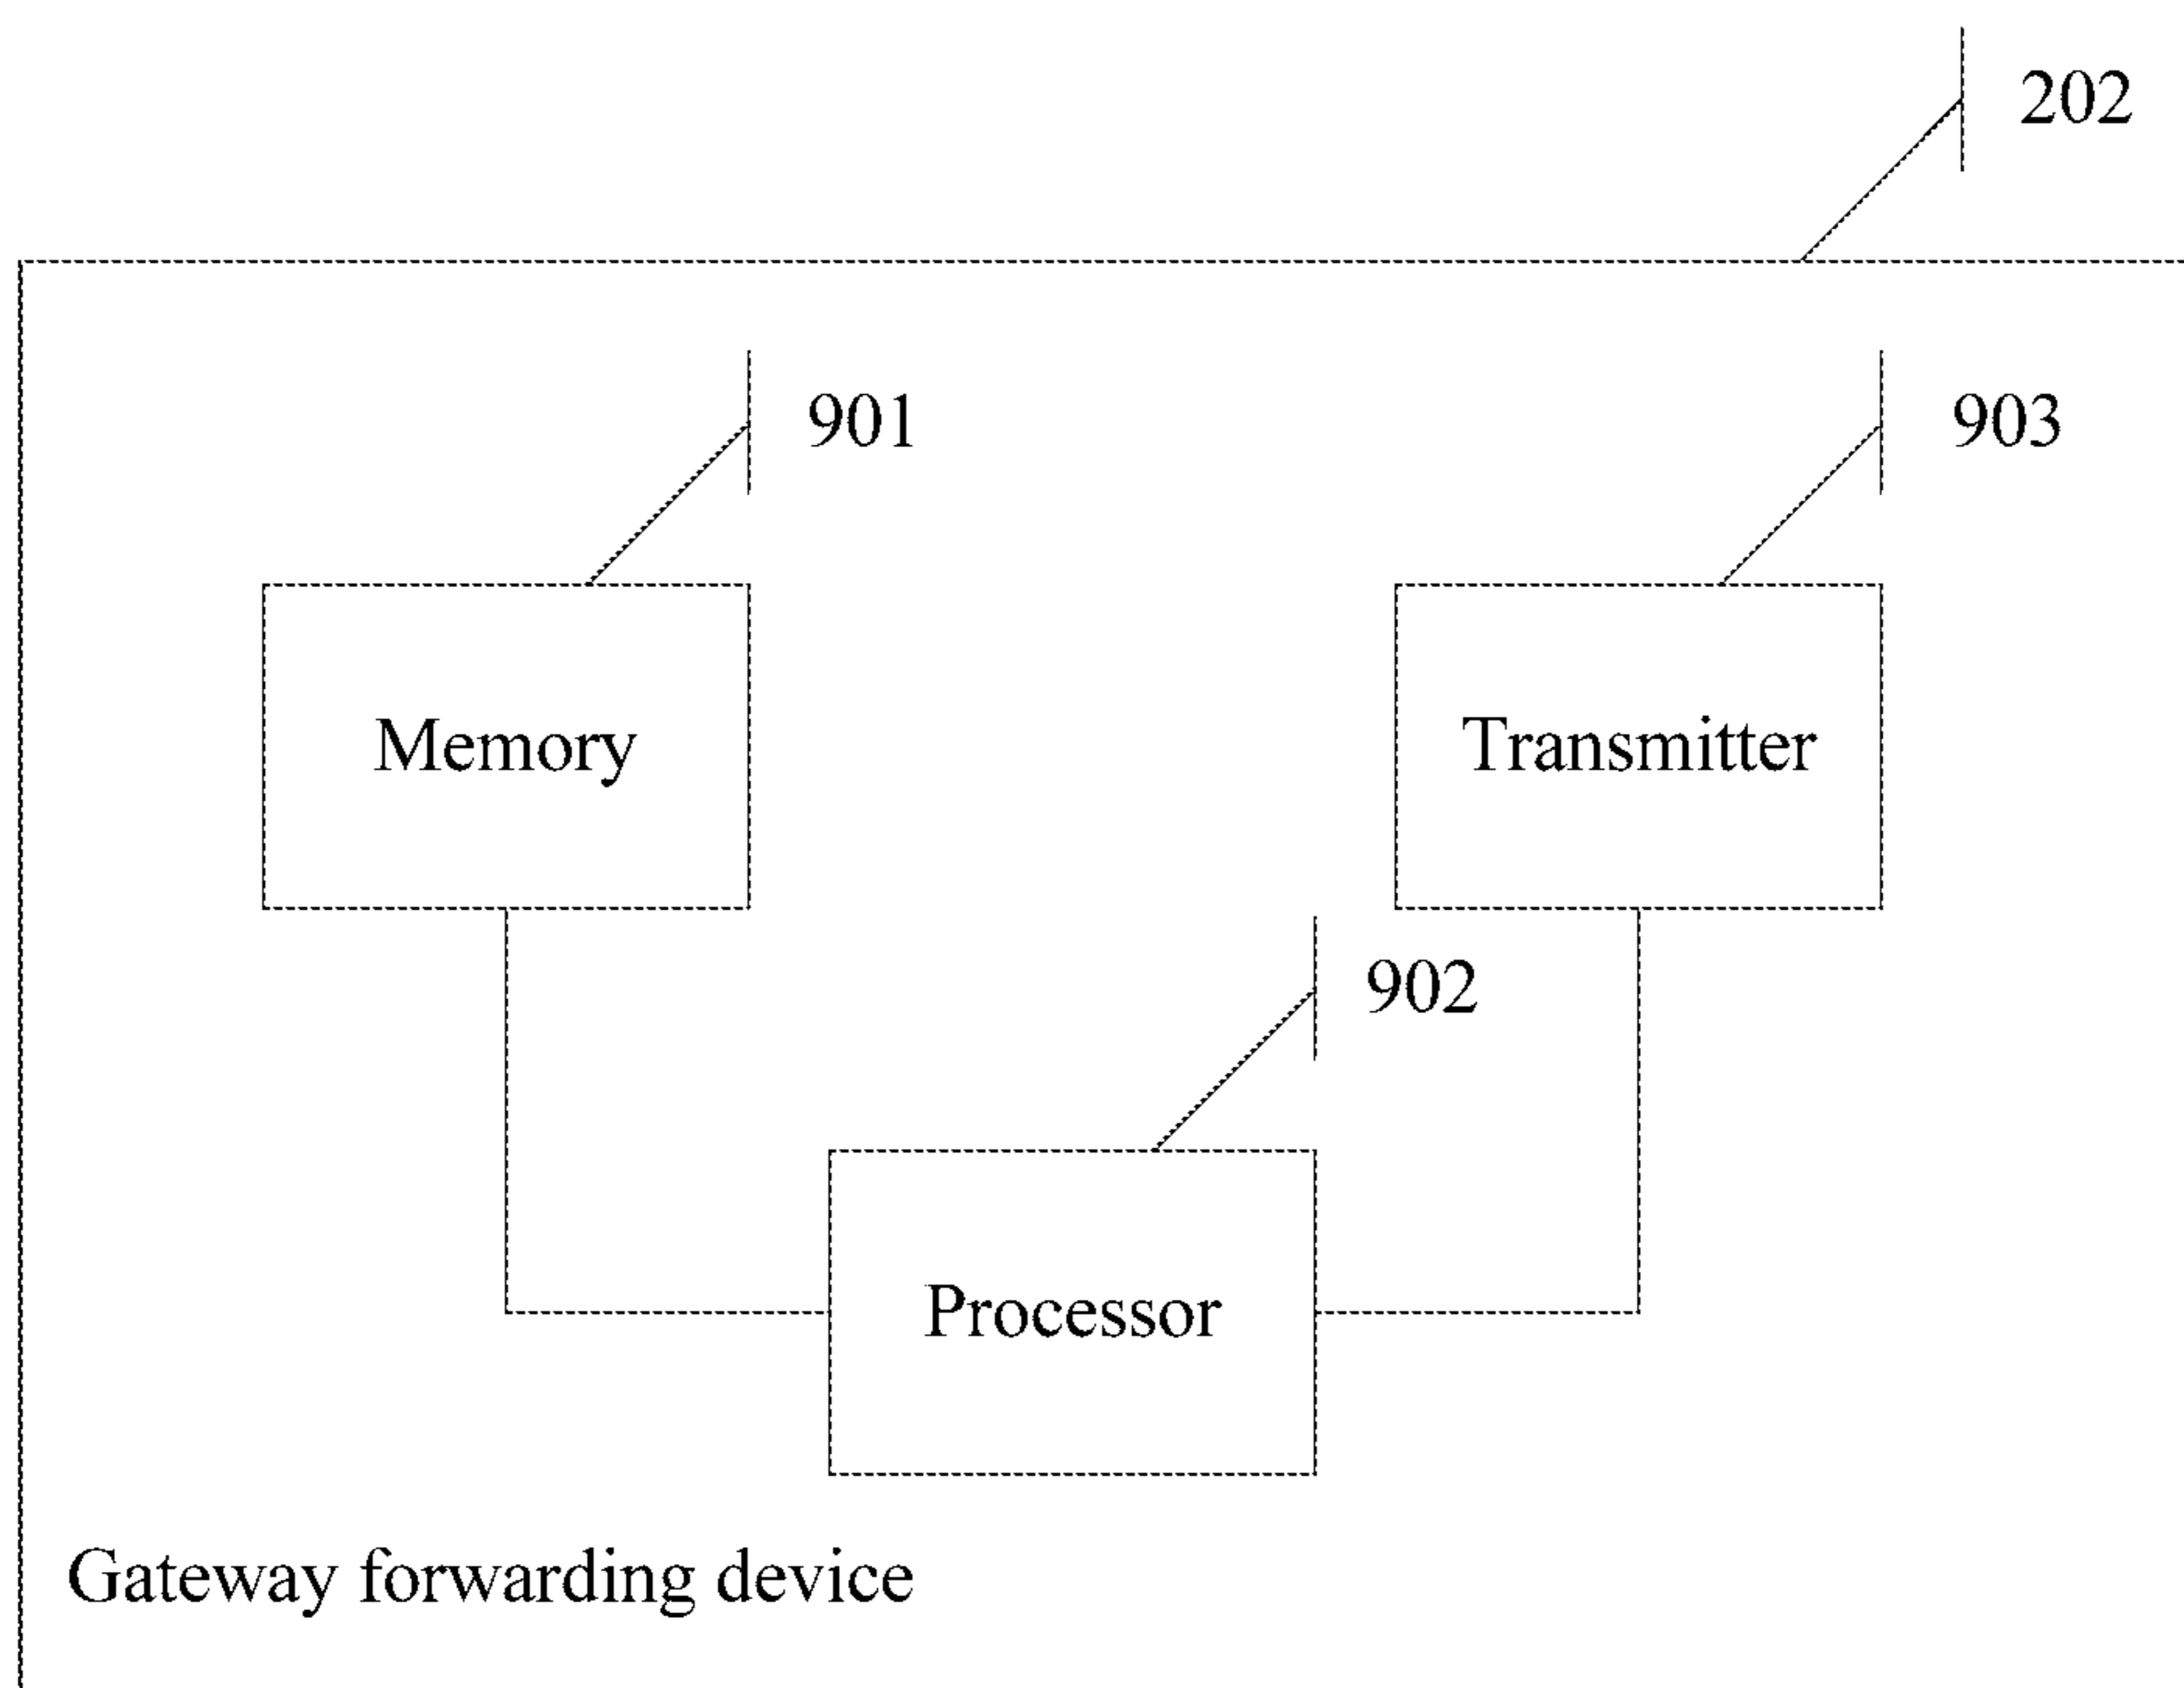 202
901
903
Memory
Transmitter
902
Processor
Gateway forwarding device